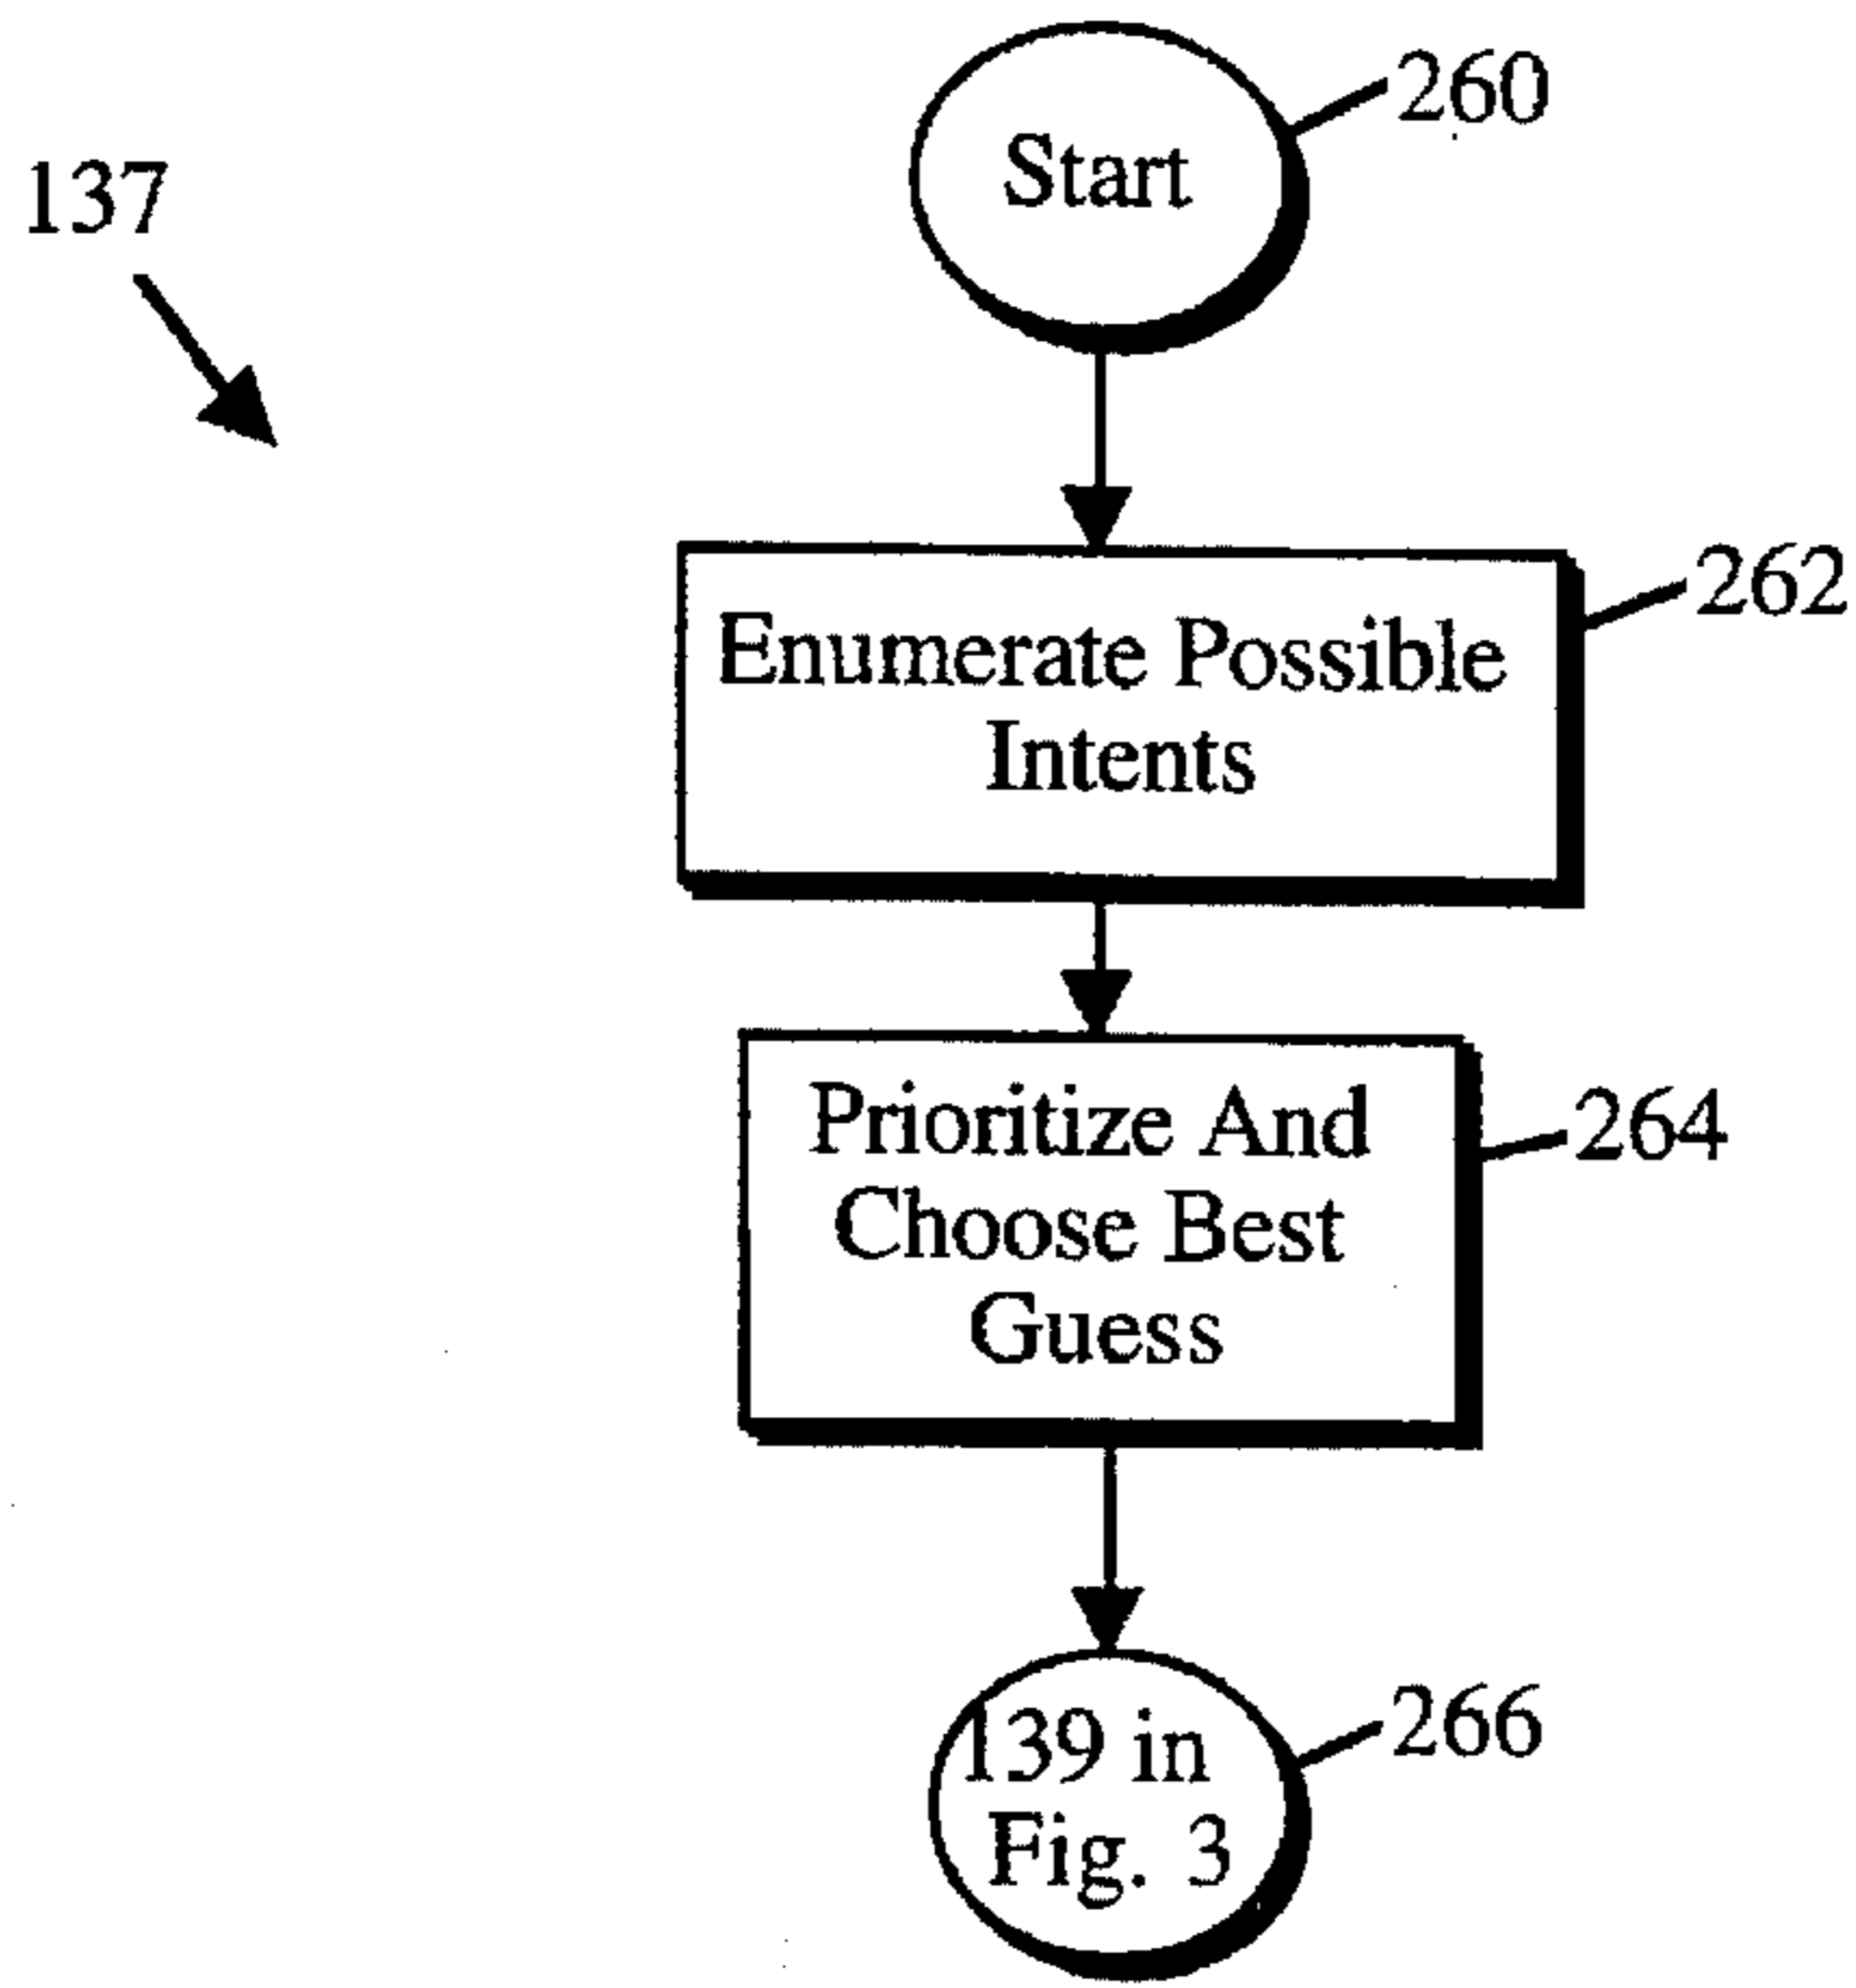 260
Start
137
262
Enumerate Possible
Intents
Prioritize And
264
Choose Best
Guess
266
139 in
Fig. 3